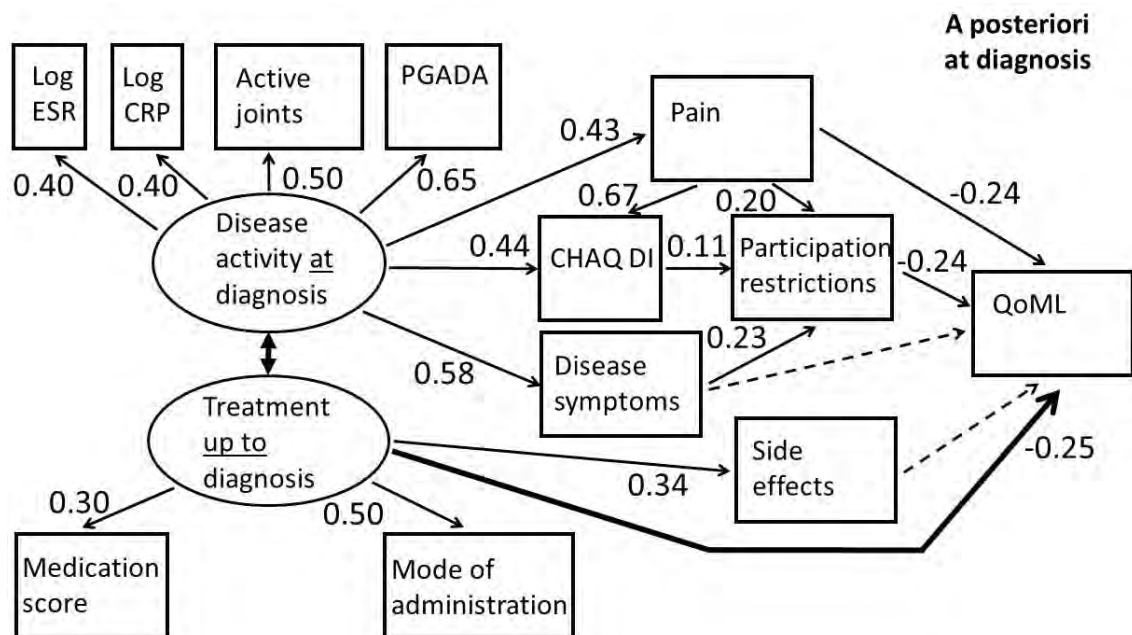 A posteriori
at diagnosis
Log
ESR
Log
CRP
Active
joints
PGADA
Pain
0.43
0.40
0.40
0.50
0.65
0.67
0.20
-0.24
Disease
activity at
diagnosis
0.44
CHAQ DI
0.11
Participation
restrictions
-0.24
QoML
0.58
Disease
symptoms
0.23
Treatment
up to
diagnosis
0.34
Side
effects
-0.25
0.30
0.50
Medication
score
Mode of
administration